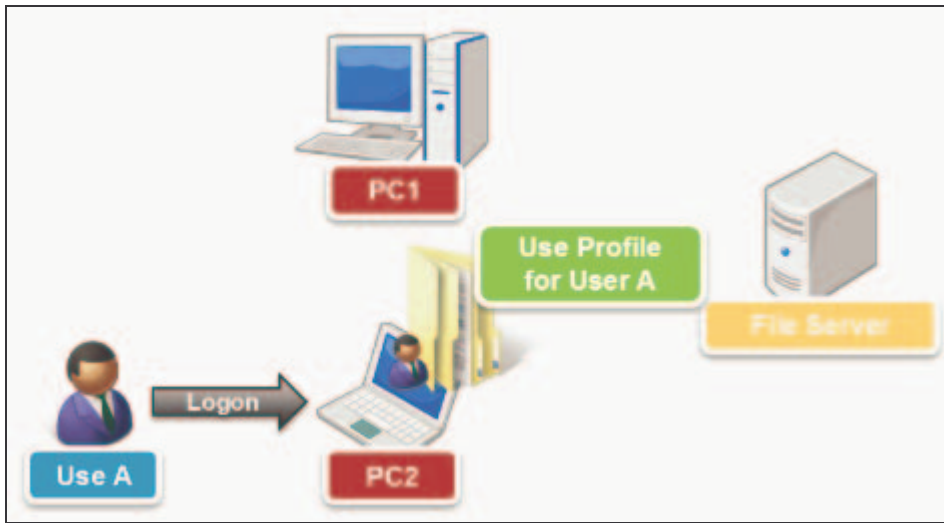 PC1
Use Profile
for User A
File Server
Logon
Use A
PC2